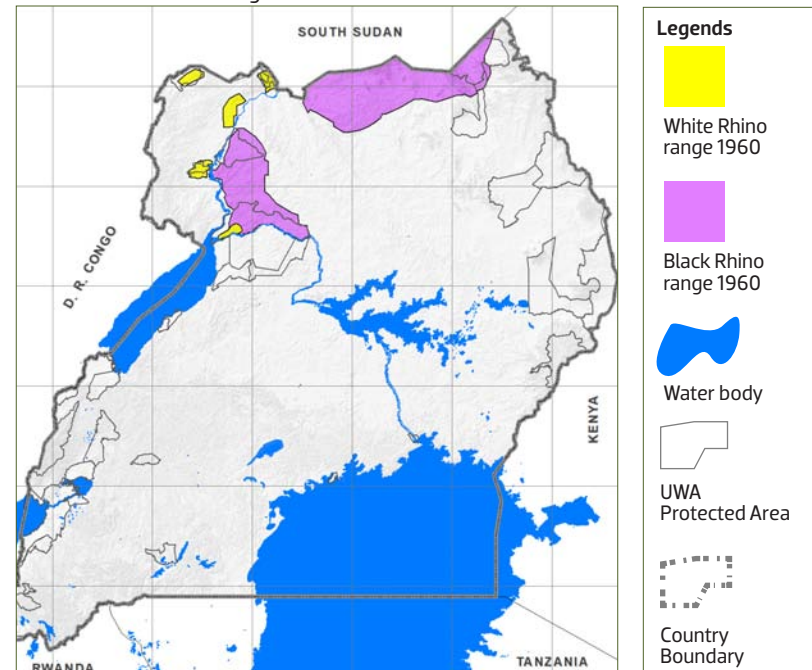 SOUTH SUDAN
D. R. CONGO
KENYA
RWANDA
TANZANIA
Legends
White Rhino
range 1960
Black Rhino
range 1960
Water body
UWA
Protected Area
Country
Boundary